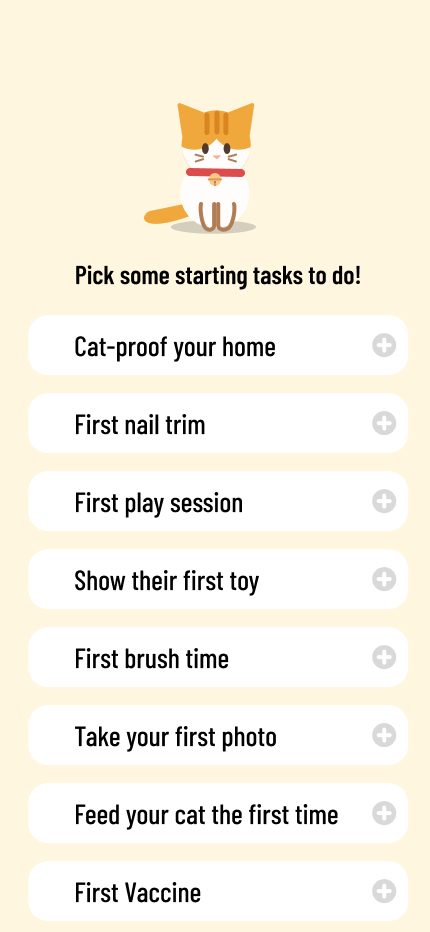 Pick some starting tasks to do!
Cat-proof your home
First nail trim
First play session
Show their first toy
First brush time
Take your first photo
Feed your cat the first time
First Vaccine